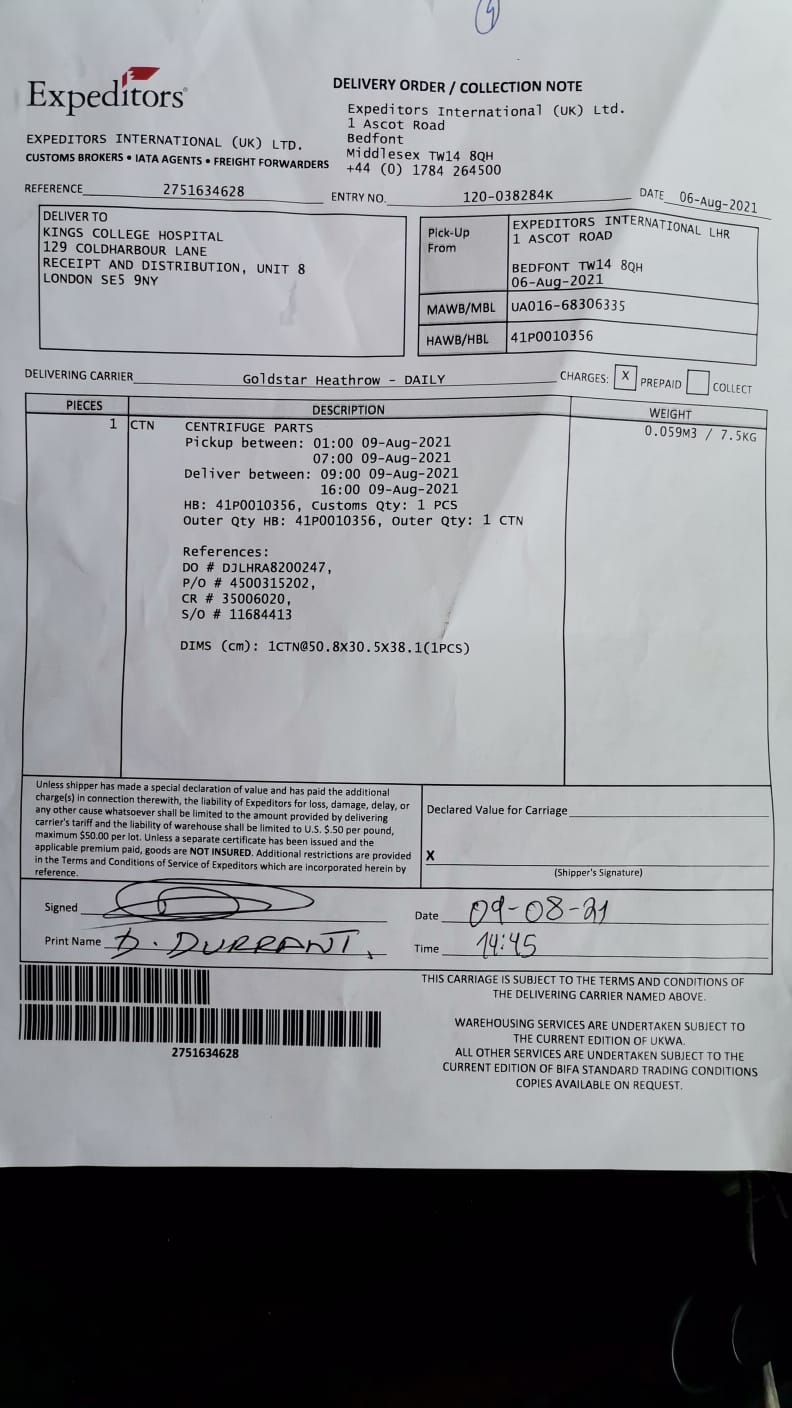 Expeditors
DELIVERY ORDER / COLLECTION NOTE
Expeditors International (UK) Ltd.
1 Ascot Road
Bedfont
Middlesex TW14 8QH
+44 (0) 1784 264500
EXPEDITORS INTERNATIONAL (UK) LTD.
CUSTOMS BROKERS • IATA AGENTS • FREIGHT FORWARDERS
REFERENCE 2751634628 ENTRY NO. 120-038284K DATE 06-Aug-2021
DELIVER TO
KINGS COLLEGE HOSPITAL
129 COLDHARBOUR LANE
RECEIPT AND DISTRIBUTION, UNIT 8
LONDON SE5 9NY
Pick-Up From
EXPEDITORS INTERNATIONAL LHR
1 ASCOT ROAD
BEDFONT TW14 8QH
06-Aug-2021
MAWB/MBL UA016-68306335
HAWB/HBL 41P0010356
DELIVERING CARRIER Goldstar Heathrow - DAILY CHARGES: X PREPAID COLLECT
PIECES DESCRIPTION WEIGHT
1 CTN CENTRIFUGE PARTS 0.059M3 / 7.5KG
Pickup between: 01:00 09-Aug-2021
07:00 09-Aug-2021
Deliver between: 09:00 09-Aug-2021
16:00 09-Aug-2021
HB: 41P0010356, Customs Qty: 1 PCS
Outer Qty HB: 41P0010356, Outer Qty: 1 CTN
References:
DO # DJLHRA8200247,
P/O # 4500315202,
CR # 35006020,
S/O # 11684413
DIMS (cm): 1CTN@50.8X30.5X38.1(1PCS)
Unless shipper has made a special declaration of value and has paid the additional
charge(s) in connection therewith, the liability of Expeditors for loss, damage, delay, or
any other cause whatsoever shall be limited to the amount provided by delivering
carrier's tariff and the liability of warehouse shall be limited to U.S. $.50 per pound,
maximum $50.00 per lot. Unless a separate certificate has been issued and the
applicable premium paid, goods are NOT INSURED. Additional restrictions are provided
in the Terms and Conditions of Service of Expeditors which are incorporated herein by
reference.
Declared Value for Carriage
X
(Shipper's Signature)
Signed
Date 09-08-21
Print Name D. DURRANT.
Time 14:45
2751634628
THIS CARRIAGE IS SUBJECT TO THE TERMS AND CONDITIONS OF
THE DELIVERING CARRIER NAMED ABOVE.
WAREHOUSING SERVICES ARE UNDERTAKEN SUBJECT TO
THE CURRENT EDITION OF UKWA.
ALL OTHER SERVICES ARE UNDERTAKEN SUBJECT TO THE
CURRENT EDITION OF BIFA STANDARD TRADING CONDITIONS
COPIES AVAILABLE ON REQUEST.